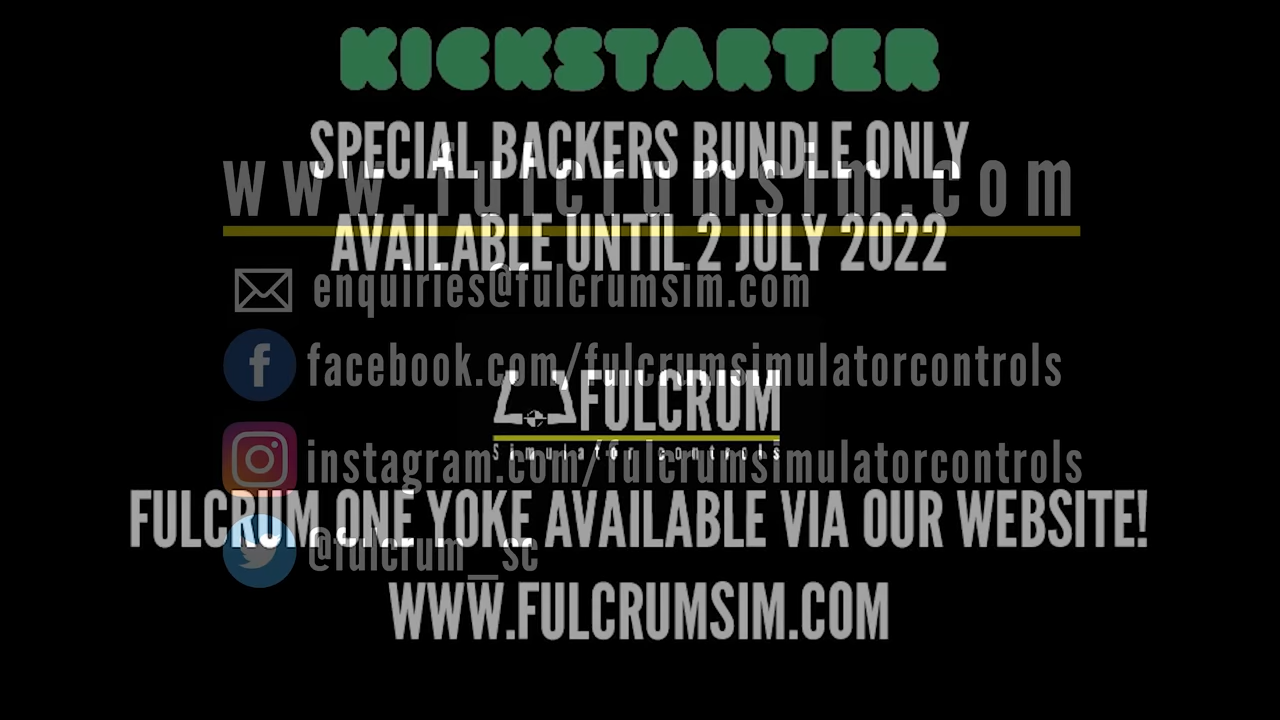 KICKSTARTER
SPECIAL BACKERS BUNDLE ONLY
www.fulcrumsim.com
AVAILABLE UNTIL 2 JULY 2022
enquiries@fulcrumsim.com
facebook.com/fulcrumsimulatorcontrols
FULCRUM
Simulator controls
instagram.com/fulcrumsimulatorcontrols
FULCRUM ONE YOKE AVAILABLE VIA OUR WEBSITE!
@fulcrum_sc
WWW.FULCRUMSIM.COM